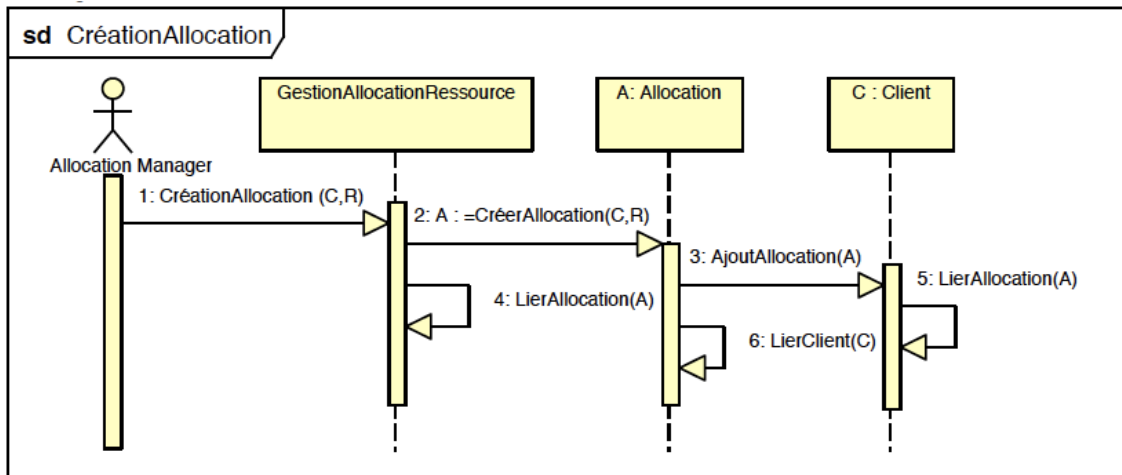 sd CréationAllocation
GestionAllocationRessource
A: Allocation
C : Client
Allocation Manager
1: CréationAllocation (C,R)
2: A : =CréerAllocation(C,R)
3: AjoutAllocation(A)
5: LierAllocation(A)
4: LierAllocation(A)
6: LierClient(C)